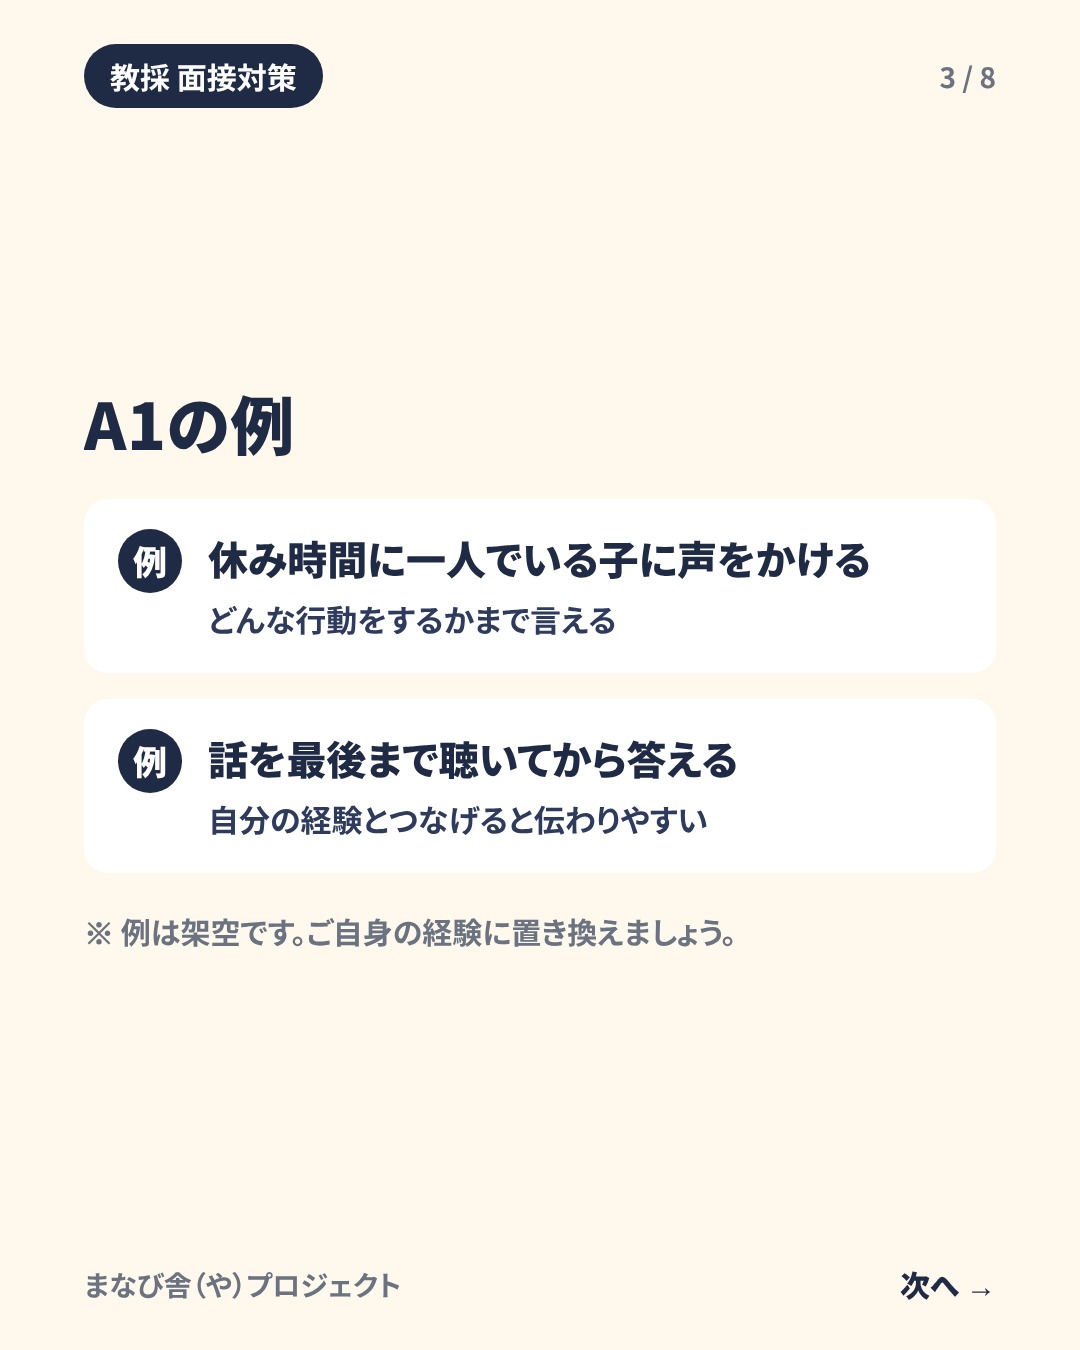 教採 面接対策
3 / 8
A1の例
例 休み時間に一人でいる子に声をかける
どんな行動をするかまで言える
例 話を最後まで聴いてから答える
自分の経験とつなげると伝わりやすい
※ 例は架空です。ご自身の経験に置き換えましょう。
まなび舎（や）プロジェクト
次へ →